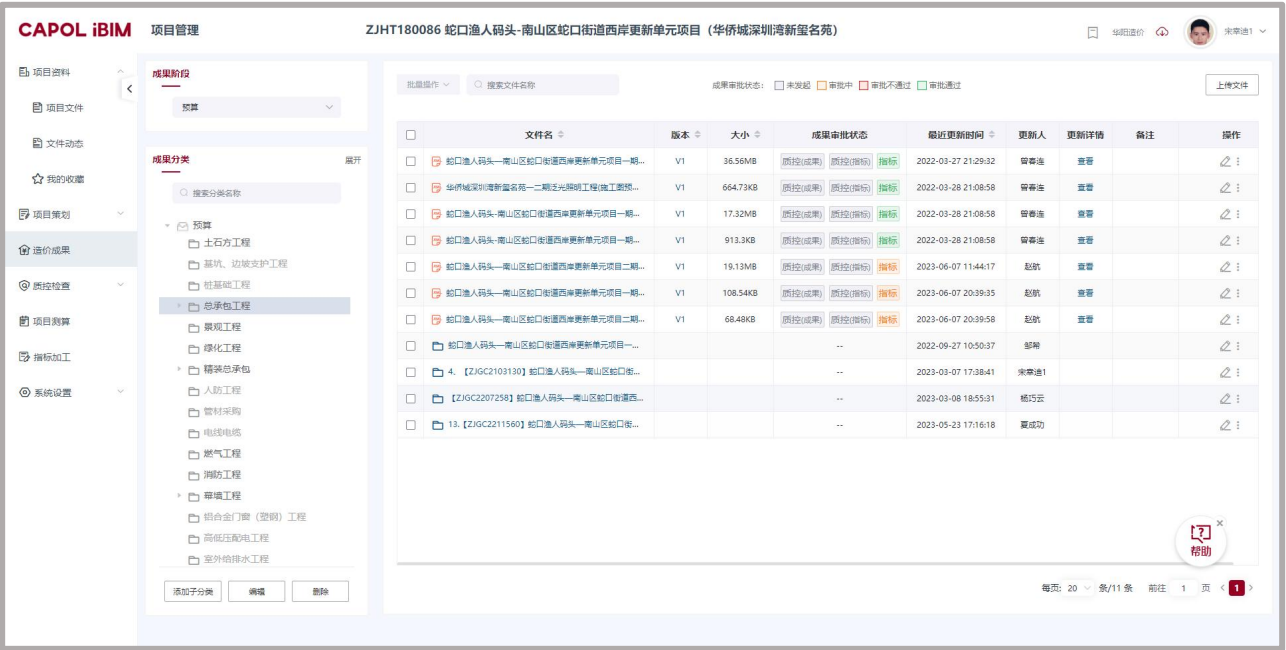 CAPOL iBIM 项目管理 ZJHT180086 蛇口渔人码头-南山区蛇口街道西岸更新单元项目（华侨城深圳湾新玺名苑） 华阳造价 宋幸迪1
项目资料
项目文件
文件动态
我的收藏
项目策划
造价成果
质控检查
项目测算
指标加工
系统设置
成果阶段
预算
成果分类 展开
搜索分类名称
预算
土石方工程
基坑、边坡支护工程
桩基础工程
总承包工程
景观工程
绿化工程
精装总承包
人防工程
管材采购
电线电缆
燃气工程
消防工程
幕墙工程
铝合金门窗（塑钢）工程
高低压配电工程
室外给排水工程
添加子分类 编辑 删除
批量操作 搜索文件名称 成果审批状态： 未发起 审批中 审批不通过 审批通过 上传文件
文件名 版本 大小 成果审批状态 最近更新时间 更新人 更新详情 备注 操作
蛇口渔人码头—南山区蛇口街道西岸更新单元项目一期... V1 36.56MB 质控(成果) 质控(指标) 指标 2022-03-27 21:29:32 曾春连 查看
华侨城深圳湾新玺名苑一二期泛光照明工程(施工图预... V1 664.73KB 质控(成果) 质控(指标) 指标 2022-03-28 21:08:58 曾春连 查看
蛇口渔人码头-南山区蛇口街道西岸更新单元项目一期... V1 17.32MB 质控(成果) 质控(指标) 指标 2022-03-28 21:08:58 曾春连 查看
蛇口渔人码头-南山区蛇口街道西岸更新单元项目一期... V1 913.3KB 质控(成果) 质控(指标) 指标 2022-03-28 21:08:58 曾春连 查看
蛇口渔人码头—南山区蛇口街道西岸更新单元项目二期... V1 19.13MB 质控(成果) 质控(指标) 指标 2023-06-07 11:44:17 赵航 查看
蛇口渔人码头—南山区蛇口街道西岸更新单元项目一期... V1 108.54KB 质控(成果) 质控(指标) 指标 2023-06-07 20:39:35 赵航 查看
蛇口渔人码头—南山区蛇口街道西岸更新单元项目二期... V1 68.48KB 质控(成果) 质控(指标) 指标 2023-06-07 20:39:58 赵航 查看
蛇口渔人码头—南山区蛇口街道西岸更新单元项目一... -- 2022-09-27 10:50:37 邹希
4. 【ZJGC2103130】蛇口渔人码头—南山区蛇口街... -- 2023-03-07 17:38:41 宋幸迪1
【ZJGC2207258】蛇口渔人码头—南山区蛇口街道西... -- 2023-03-08 18:55:31 杨巧云
13.【ZJGC2211560】蛇口渔人码头—南山区蛇口街... -- 2023-05-23 17:16:18 夏成功
帮助
每页: 20 条/11 条 前往 1 页 1